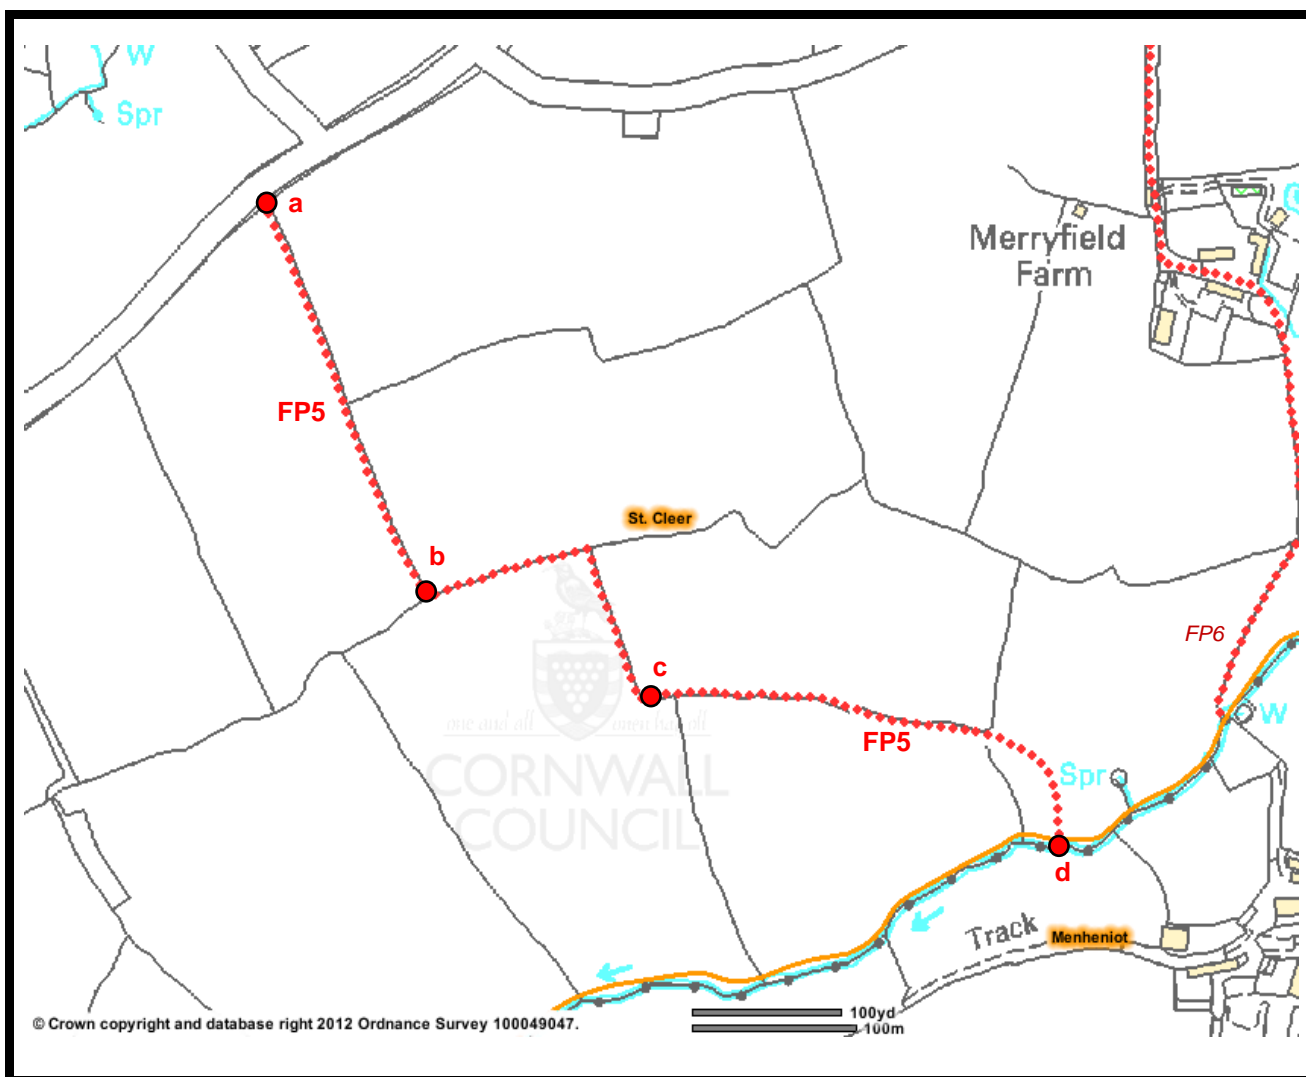 W
Spr
a
Merryfield
Farm
FP5
St. Cleer
b
FP6
c
one and all onen hag oll
CORNWALL
COUNCIL
W
FP5
Spr
d
Track
Menheniot
100yd
100m
© Crown copyright and database right 2012 Ordnance Survey 100049047.